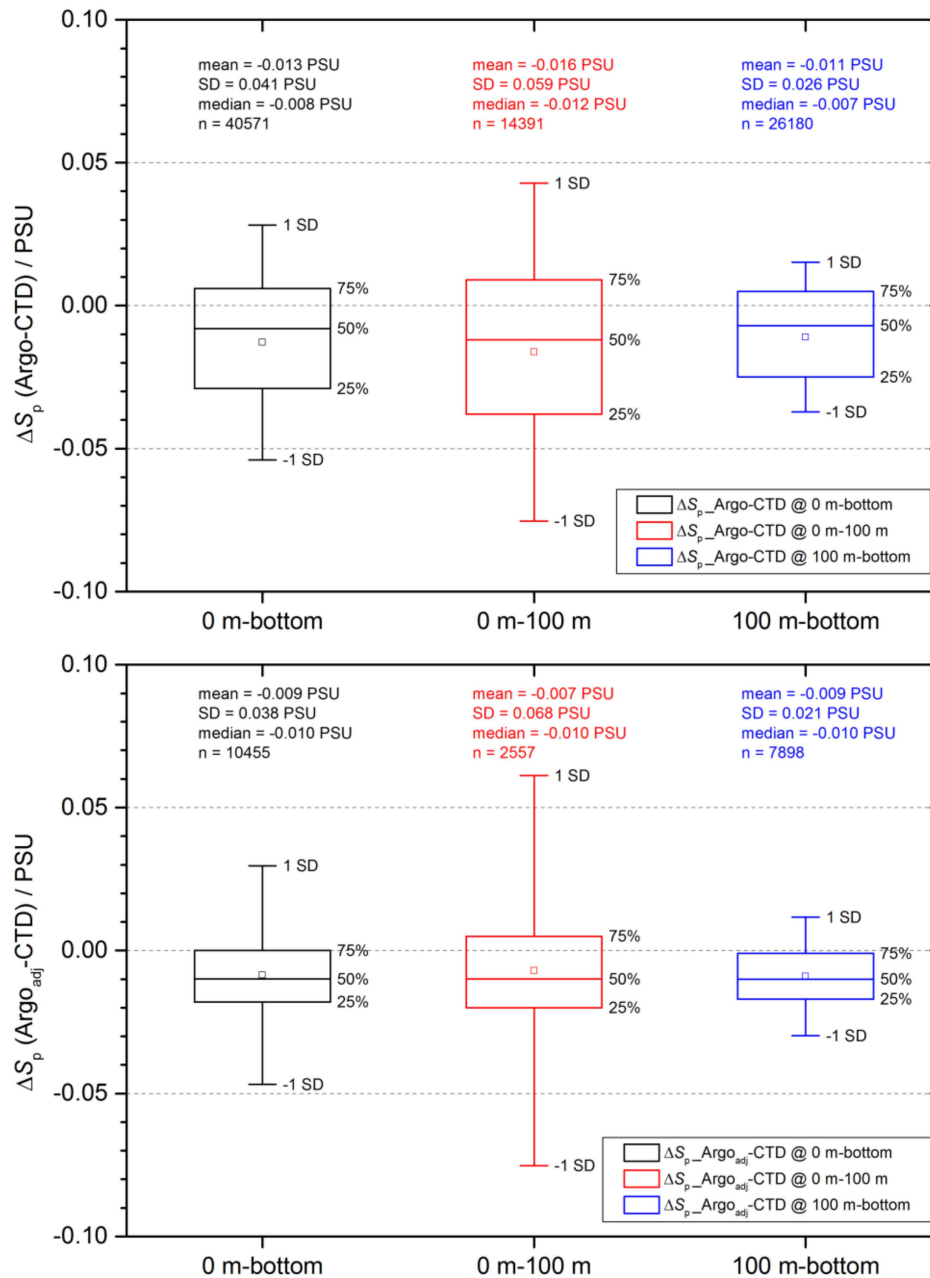 0.10
mean = -0.013 PSU
SD = 0.041 PSU
median = -0.008 PSU
n = 40571
mean = -0.016 PSU
SD = 0.059 PSU
median = -0.012 PSU
n = 14391
mean = -0.011 PSU
SD = 0.026 PSU
median = -0.007 PSU
n = 26180
0.05
0.00
-0.05
-0.10
ΔSp (Argo-CTD) / PSU
1 SD
75%
50%
25%
-1 SD
1 SD
75%
50%
25%
-1 SD
1 SD
75%
50%
25%
-1 SD
ΔSp_Argo-CTD @ 0 m-bottom
ΔSp_Argo-CTD @ 0 m-100 m
ΔSp_Argo-CTD @ 100 m-bottom
0 m-bottom
0 m-100 m
100 m-bottom
0.10
mean = -0.009 PSU
SD = 0.038 PSU
median = -0.010 PSU
n = 10455
mean = -0.007 PSU
SD = 0.068 PSU
median = -0.010 PSU
n = 2557
mean = -0.009 PSU
SD = 0.021 PSU
median = -0.010 PSU
n = 7898
0.05
0.00
-0.05
-0.10
ΔSp (Argoadj-CTD) / PSU
1 SD
75%
50%
25%
-1 SD
1 SD
75%
50%
25%
-1 SD
1 SD
75%
50%
25%
-1 SD
ΔSp_Argoadj-CTD @ 0 m-bottom
ΔSp_Argoadj-CTD @ 0 m-100 m
ΔSp_Argoadj-CTD @ 100 m-bottom
0 m-bottom
0 m-100 m
100 m-bottom